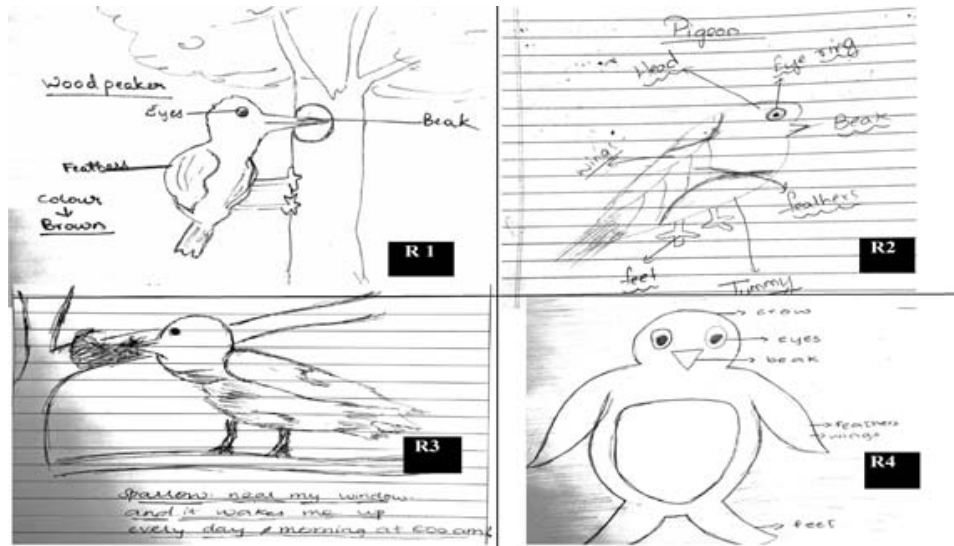 Wood peaker
Eyes
Beak
Feathers
Colour
Brown
R 1
Pigeon
Head
Eye ring
Beak
Wings
feathers
feet
Tummy
R2
Sparrow: near my window.
and it wakes me up
every day morning at 6:00 am
R3
crow
eyes
beak
feathers
wings
feet
R4